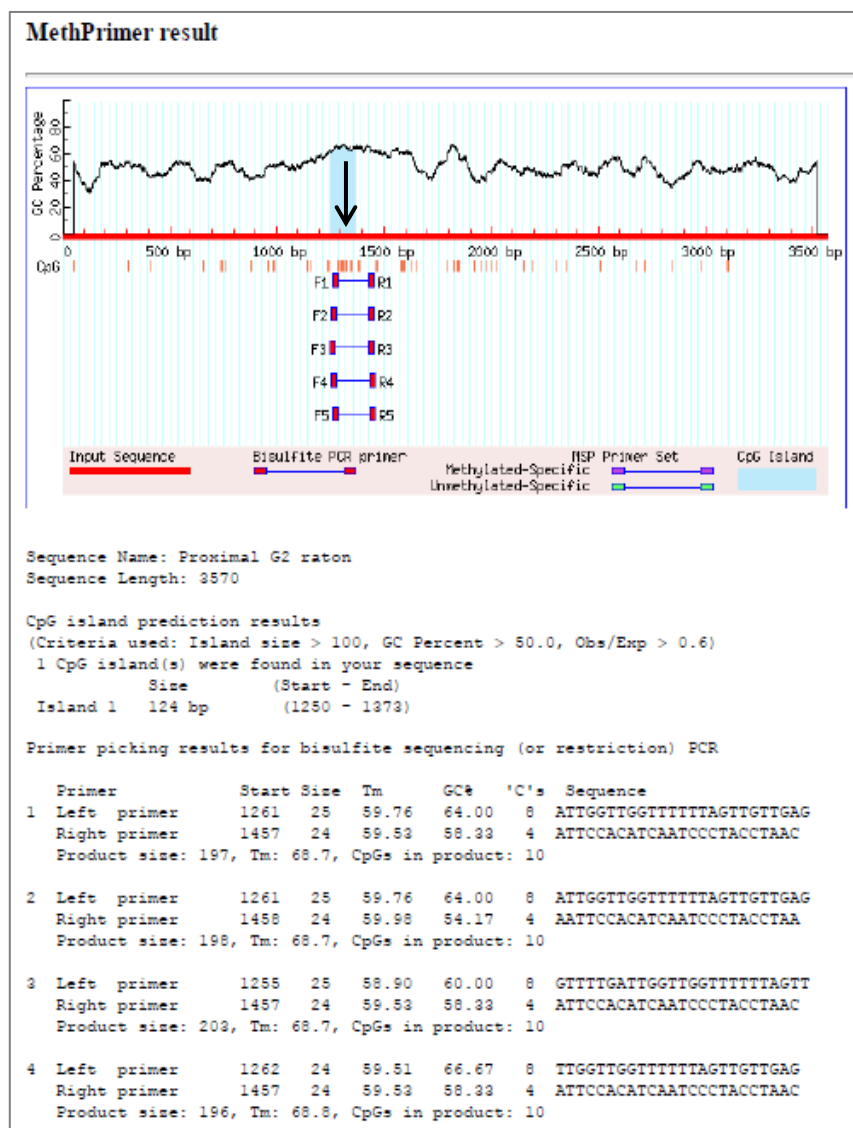 MethPrimer result
GC Percentage
0 20 40 60 80
0 500 bp 1000 bp 1500 bp 2000 bp 2500 bp 3000 bp 3500 bp
CpG
F1 R1
F2 R2
F3 R3
F4 R4
F5 R5
Input Sequence Bisulfite PCR primer MSP Primer Set CpG Island
Methylated-Specific
Unmethylated-Specific
Sequence Name: Proximal G2 raton
Sequence Length: 3570
CpG island prediction results
(Criteria used: Island size > 100, GC Percent > 50.0, Obs/Exp > 0.6)
1 CpG island(s) were found in your sequence
Size (Start - End)
Island 1 124 bp (1250 - 1373)
Primer picking results for bisulfite sequencing (or restriction) PCR
Primer Start Size Tm GC% 'C's Sequence
1 Left primer 1261 25 59.76 64.00 8 ATTGGTTGGTTTTTTAGTTGTTGAG
Right primer 1457 24 59.53 58.33 4 ATTCCACATCAATCCCTACCTAAC
Product size: 197, Tm: 68.7, CpGs in product: 10
2 Left primer 1261 25 59.76 64.00 8 ATTGGTTGGTTTTTTAGTTGTTGAG
Right primer 1458 24 59.98 54.17 4 AATTCCACATCAATCCCTACCTAA
Product size: 198, Tm: 68.7, CpGs in product: 10
3 Left primer 1255 25 58.90 60.00 8 GTTTTGATTGGTTGGTTTTTTAGTT
Right primer 1457 24 59.53 58.33 4 ATTCCACATCAATCCCTACCTAAC
Product size: 203, Tm: 68.7, CpGs in product: 10
4 Left primer 1262 24 59.51 66.67 8 TTGGTTGGTTTTTTAGTTGTTGAG
Right primer 1457 24 59.53 58.33 4 ATTCCACATCAATCCCTACCTAAC
Product size: 196, Tm: 68.8, CpGs in product: 10